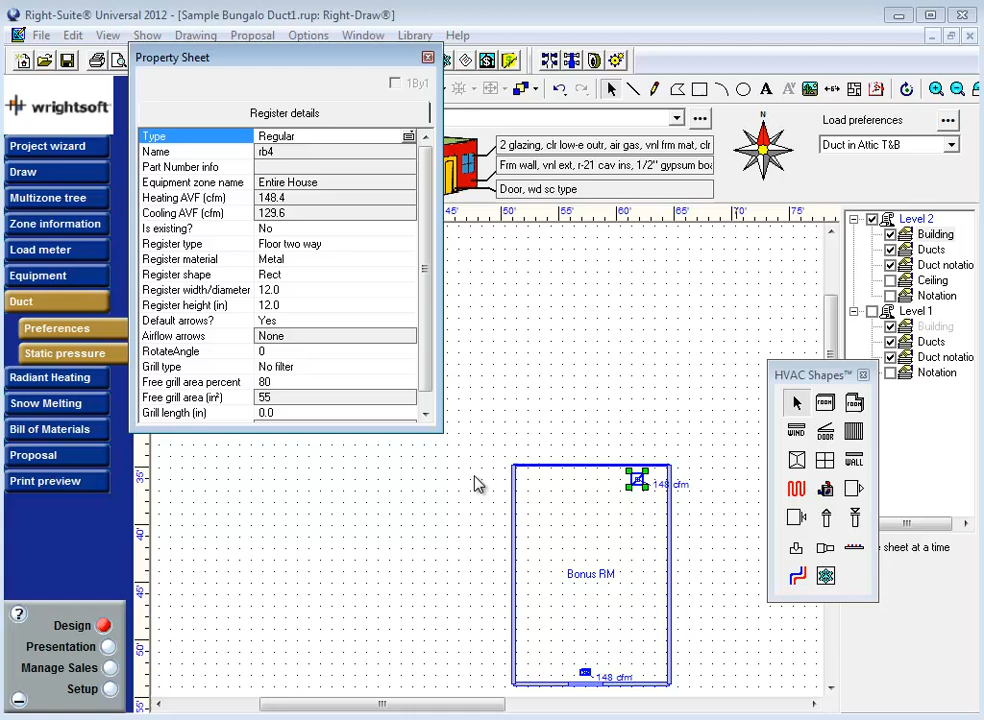 Right-Suite® Universal 2012 - [Sample Bungalo Duct1.rup: Right-Draw®]
File Edit View Show Drawing Proposal Options Window Library Help
Property Sheet
1By1
Register details
Type Regular
Name rb4
Part Number info
Equipment zone name Entire House
Heating AVF (cfm) 148.4
Cooling AVF (cfm) 129.6
Is existing? No
Register type Floor two way
Register material Metal
Register shape Rect
Register width/diameter 12.0
Register height (in) 12.0
Default arrows? Yes
Airflow arrows None
RotateAngle 0
Grill type No filter
Free grill area percent 80
Free grill area (in²) 55
Grill length (in) 0.0
wrightsoft
Project wizard
Draw
Multizone tree
Zone information
Load meter
Equipment
Duct
Preferences
Static pressure
Radiant Heating
Snow Melting
Bill of Materials
Proposal
Print preview
? Design
Presentation
Manage Sales
Setup
A A
2 glazing, clr low-e outr, air gas, vnl frm mat, clr
Frm wall, vnl ext, r-21 cav ins, 1/2" gypsum boa
Door, wd sc type
N
Load preferences
Duct in Attic T&B
45' 50' 55' 60' 65' 70' 75'
35'
40'
45'
50'
55'
148 cfm
Bonus RM
148 cfm
Level 2
Building
Ducts
Duct notatio
Ceiling
Notation
Level 1
Building
Ducts
Duct notatio
Notation
HVAC Shapes™
ROOM ROOM
WIND DOOR
WALL
e sheet at a time